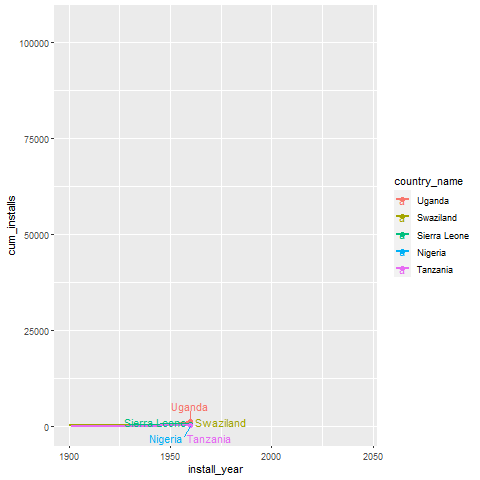 100000
75000
50000
25000
0
cum_installs
Uganda
Sierra Leone Swaziland
Nigeria Tanzania
1900 1950 2000 2050
install_year
country_name
Uganda
Swaziland
Sierra Leone
Nigeria
Tanzania